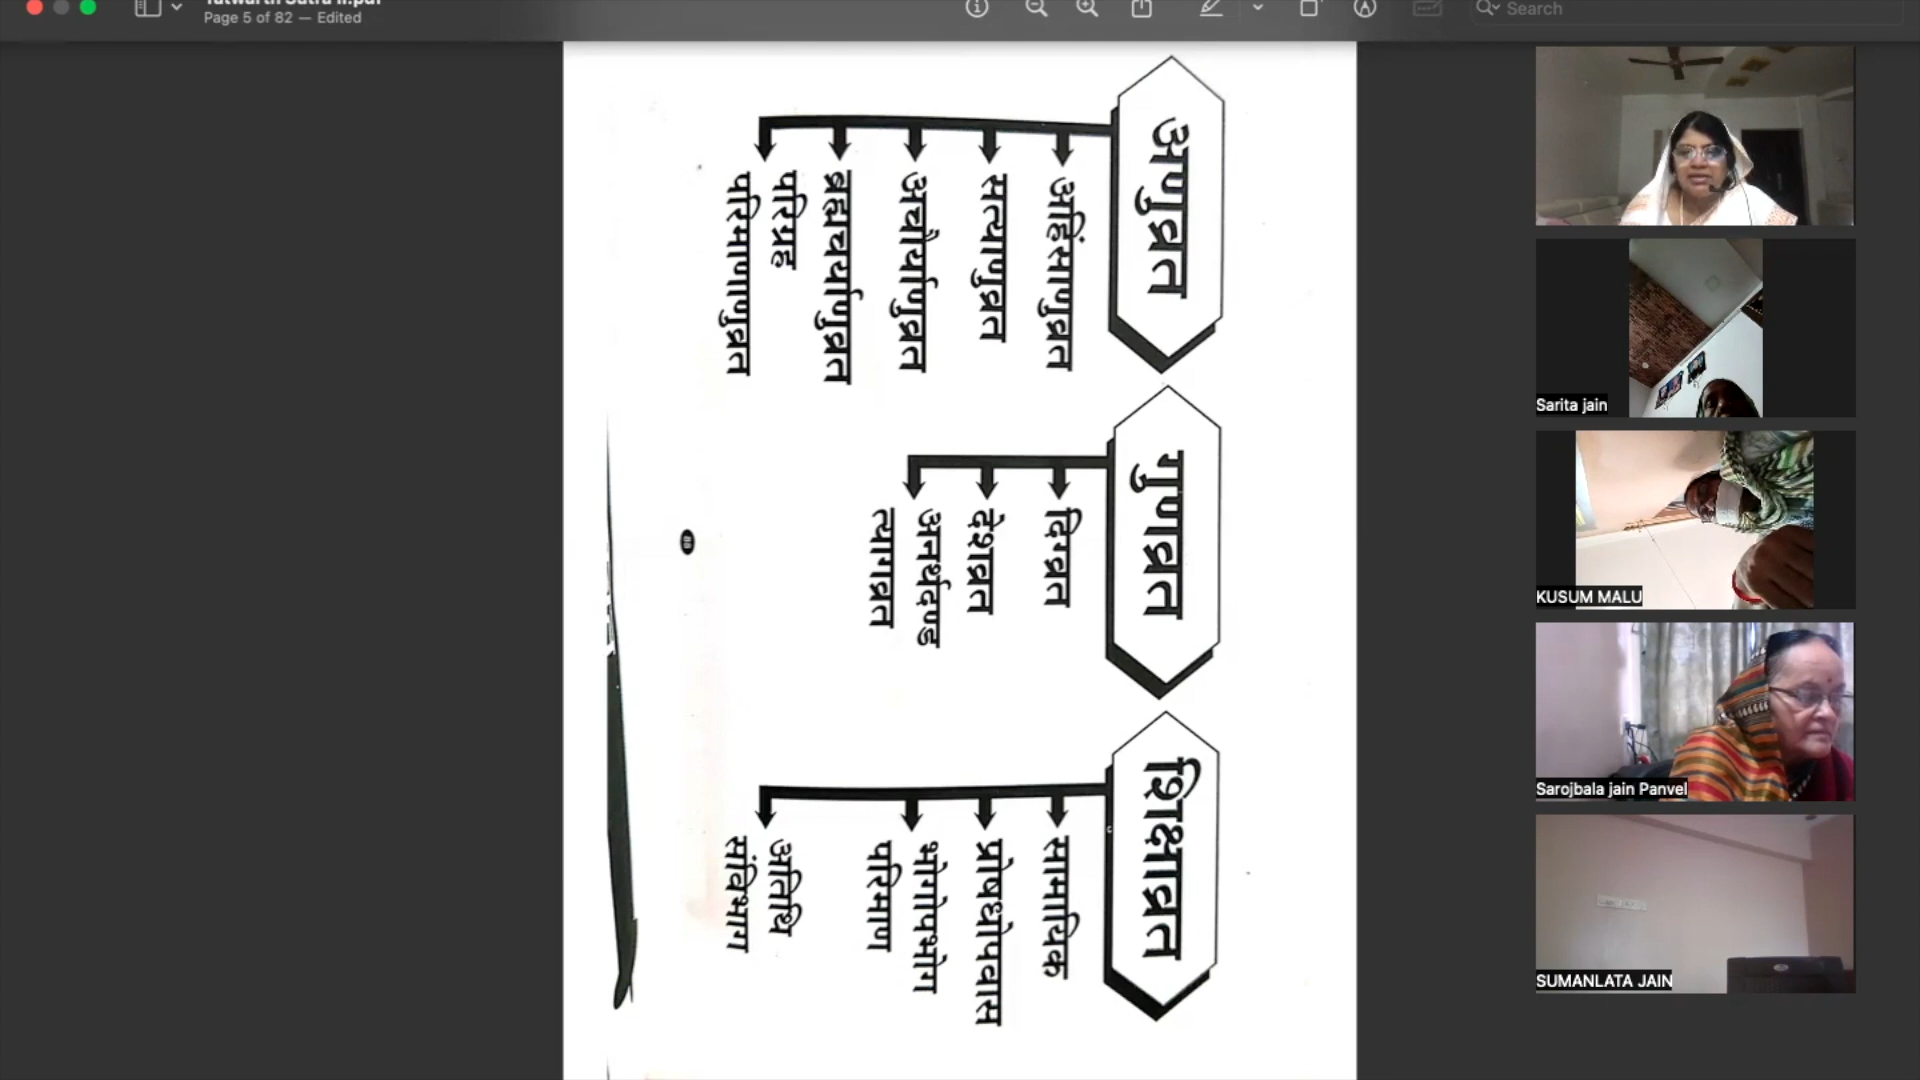 Page 5 of 82 — Edited
Search
अणुव्रत
अहिंसाणुव्रत
सत्याणुव्रत
अचौर्याणुव्रत
ब्रह्मचर्याणुव्रत
परिग्रह
परिमाणाणुव्रत
गुणव्रत
दिग्व्रत
देशव्रत
अनर्थदण्ड
त्यागव्रत
शिक्षाव्रत
सामायिक
प्रोषधोपवास
भोगोपभोग
परिमाण
अतिथि
संविभाग
Sarita jain
KUSUM MALU
Sarojbala jain Panvel
SUMANLATA JAIN